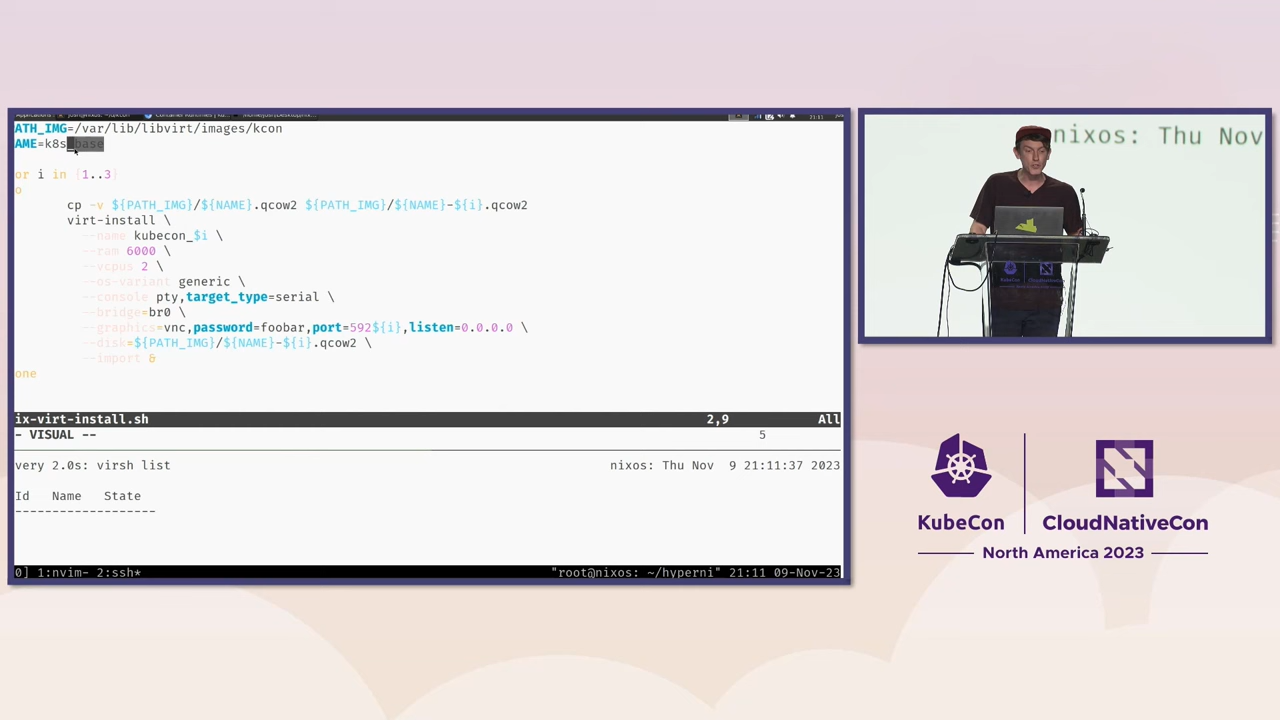 ATH_IMG=/var/lib/libvirt/images/kcon
AME=k8s_base
or i in {1..3}
o
cp -v ${PATH_IMG}/${NAME}.qcow2 ${PATH_IMG}/${NAME}-${i}.qcow2
virt-install \
--name kubecon_$i \
--ram 6000 \
--vcpus 2 \
--os-variant generic \
--console pty,target_type=serial \
--bridge=br0 \
--graphics=vnc,password=foobar,port=592${i},listen=0.0.0.0 \
--disk=${PATH_IMG}/${NAME}-${i}.qcow2 \
--import &
one
ix-virt-install.sh 2,9 All
- VISUAL -- 5
very 2.0s: virsh list nixos: Thu Nov 9 21:11:37 2023
Id Name State
-------------------
0] 1:nvim- 2:ssh* "root@nixos: ~/hyperni" 21:11 09-Nov-23
nixos: Thu Nov
KubeCon
CloudNativeCon
North America 2023